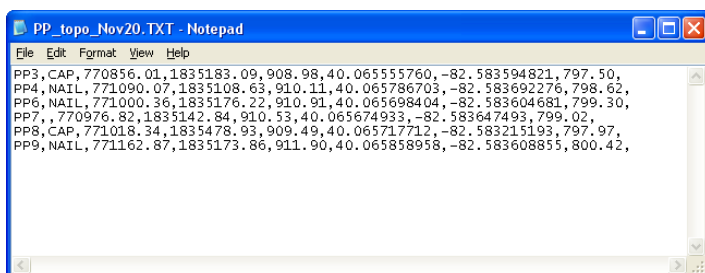 PP_topo_Nov20.TXT - Notepad
File Edit Format View Help
PP3,CAP,770856.01,1835183.09,908.98,40.065555760,-82.583594821,797.50,
PP4,NAIL,771090.07,1835108.63,910.11,40.065786703,-82.583692276,798.62,
PP6,NAIL,771000.36,1835176.22,910.91,40.065698404,-82.583604681,799.30,
PP7,,770976.82,1835142.84,910.53,40.065674933,-82.583647493,799.02,
PP8,CAP,771018.34,1835478.93,909.49,40.065717712,-82.583215193,797.97,
PP9,NAIL,771162.87,1835173.86,911.90,40.065858958,-82.583608855,800.42,